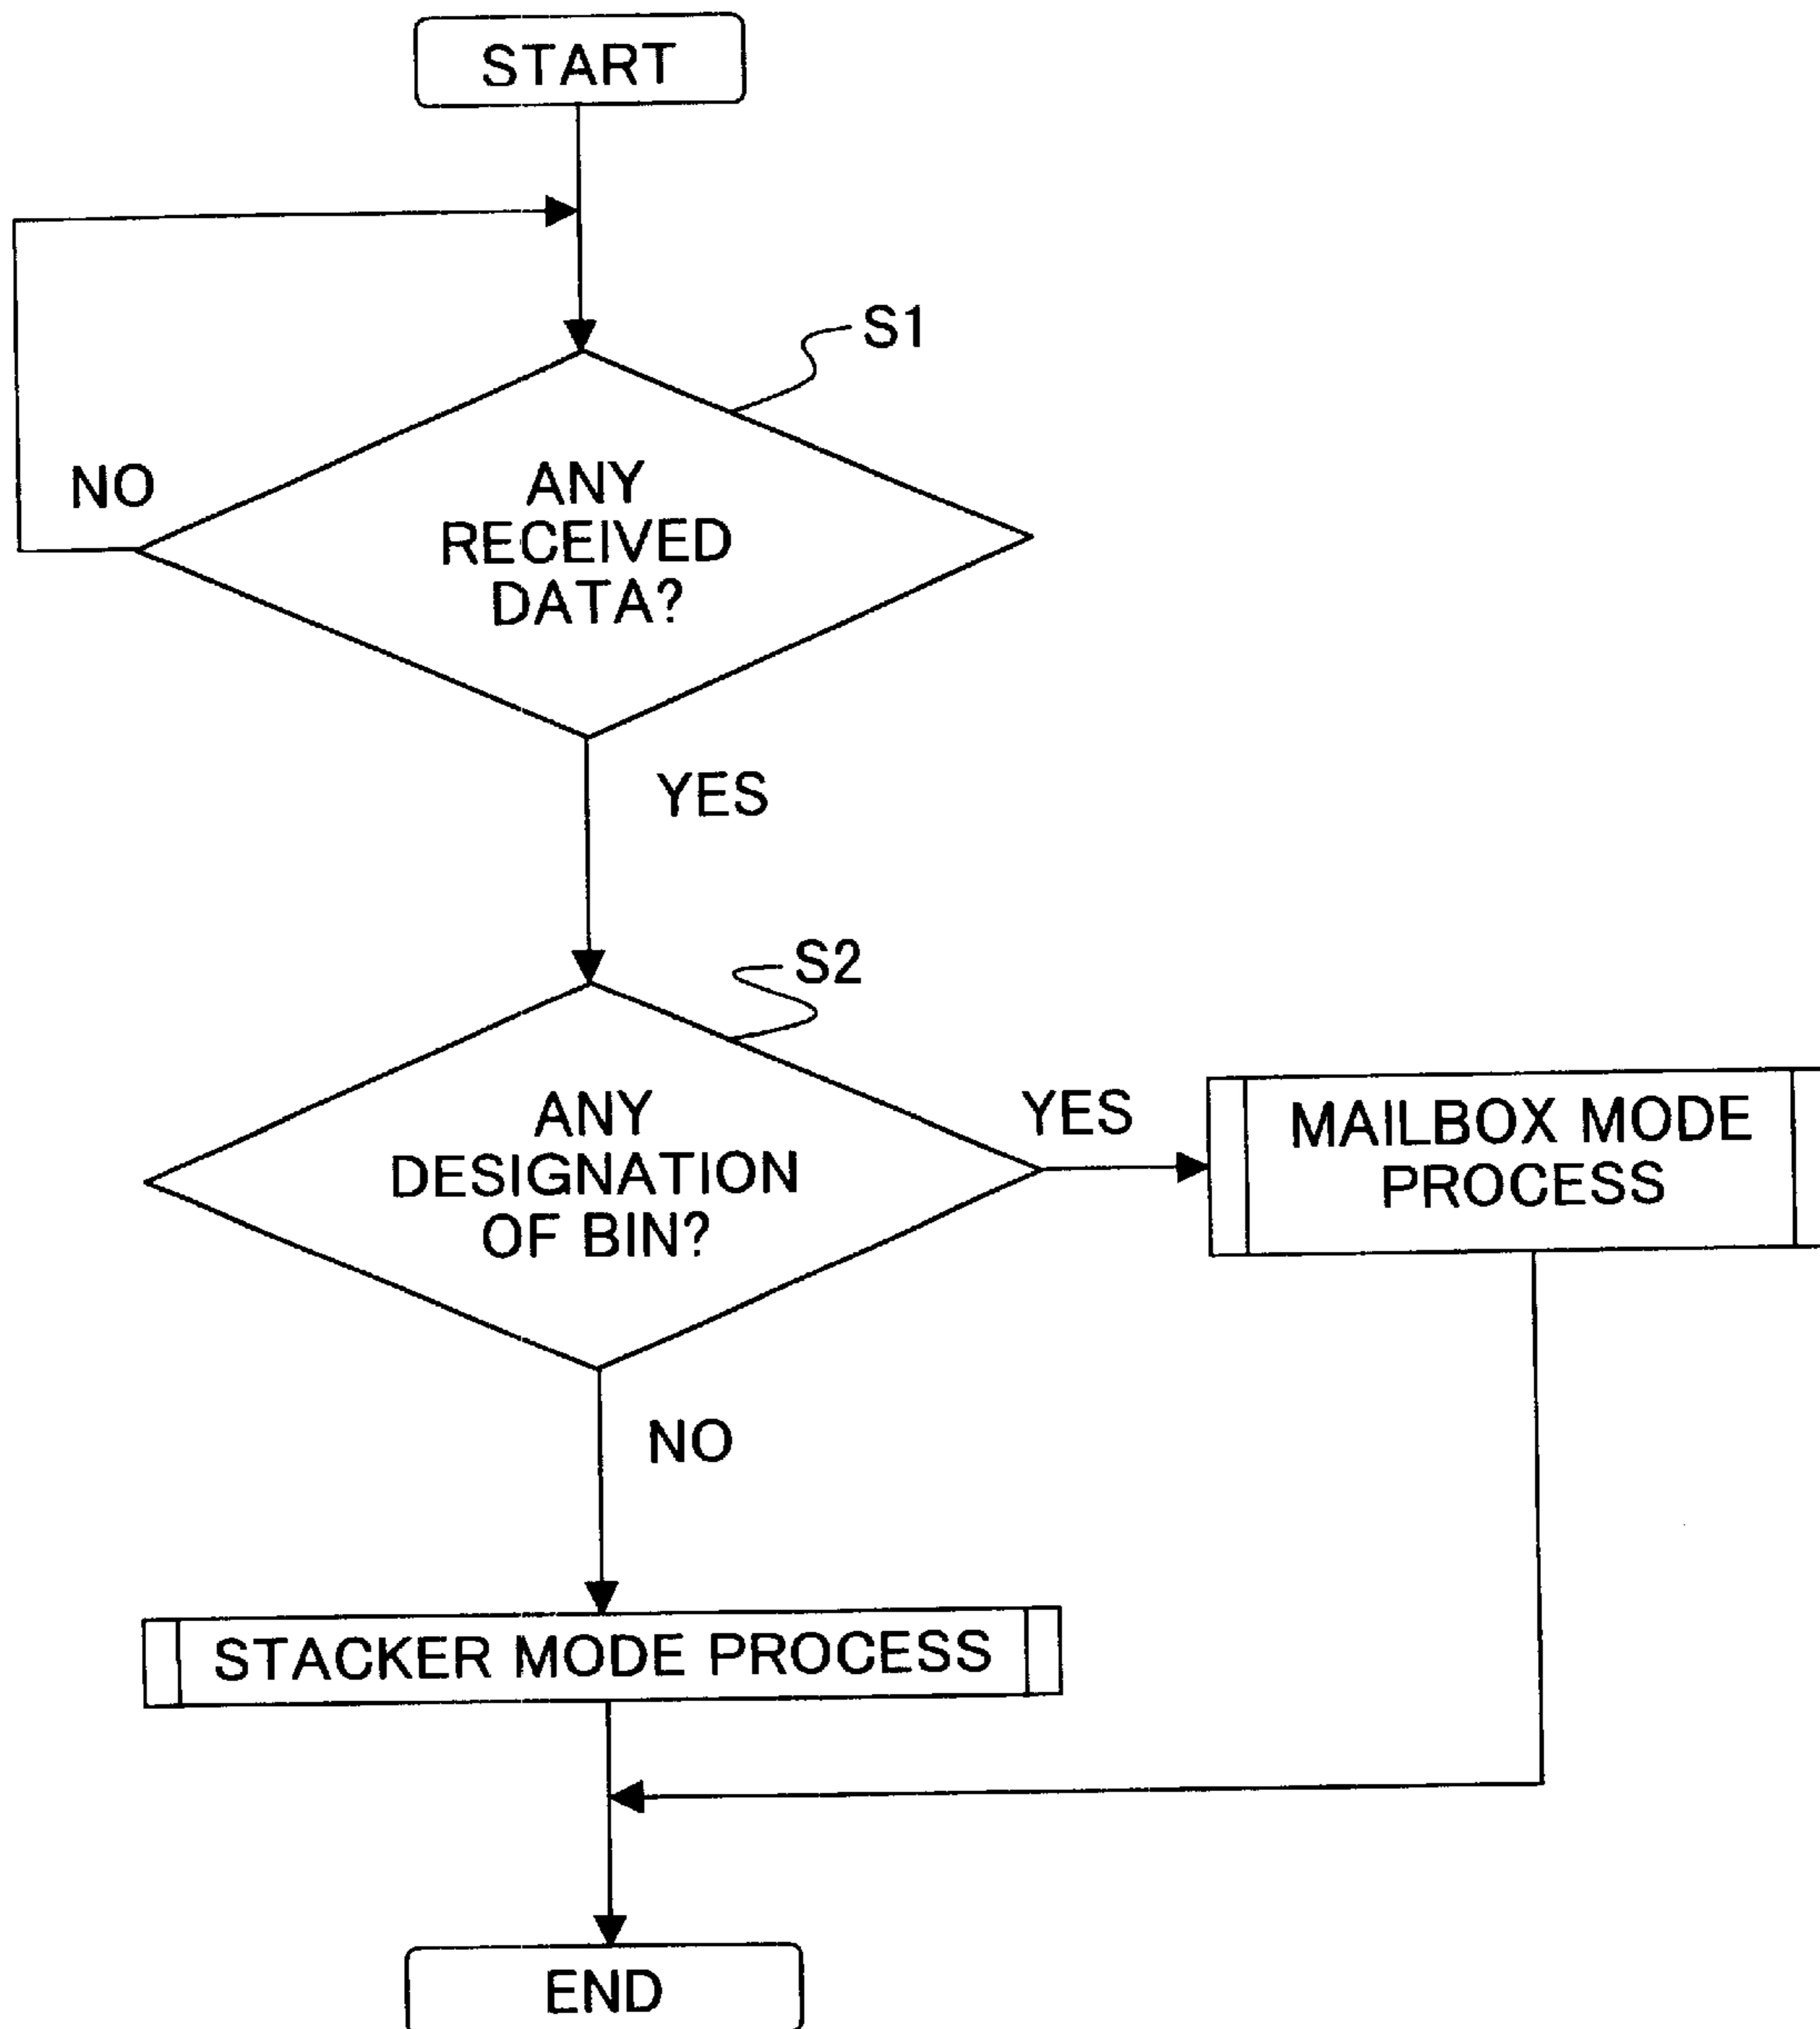 START
S1
NO
ANY
RECEIVED
DATA?
YES
S2
ANY
DESIGNATION
OF BIN?
YES
MAILBOX MODE
PROCESS
NO
STACKER MODE PROCESS
END